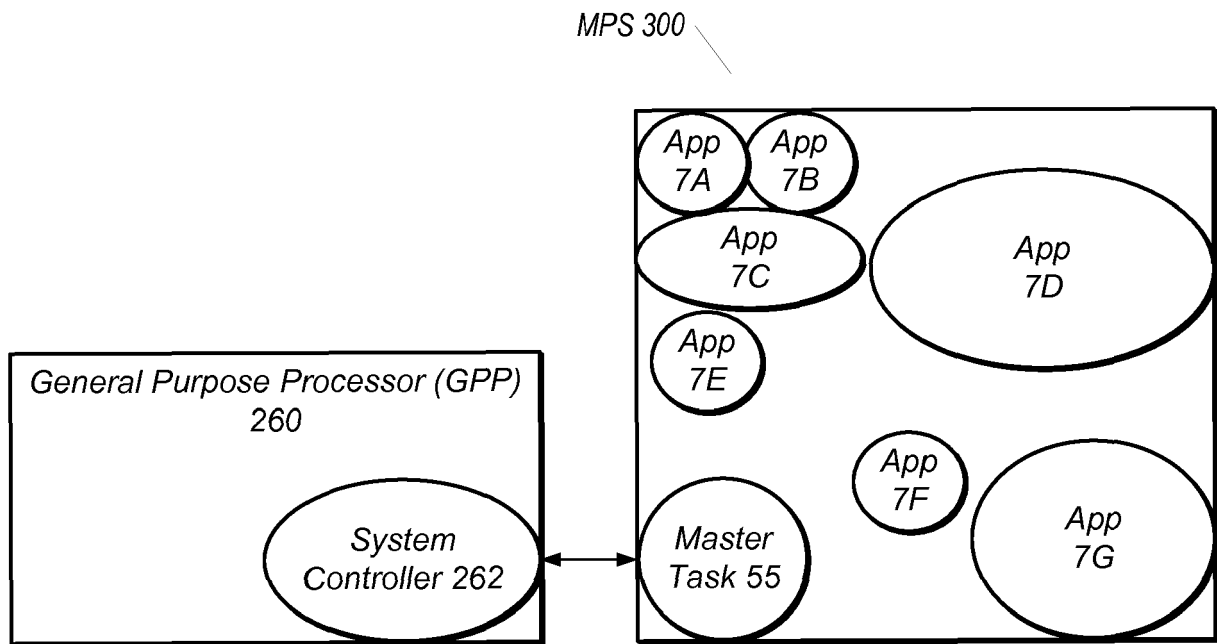 MPS 300
App
7A
App
7B
App
7C
App
7D
App
7E
General Purpose Processor (GPP)
260
App
7F
App
7G
System
Controller 262
Master
Task 55